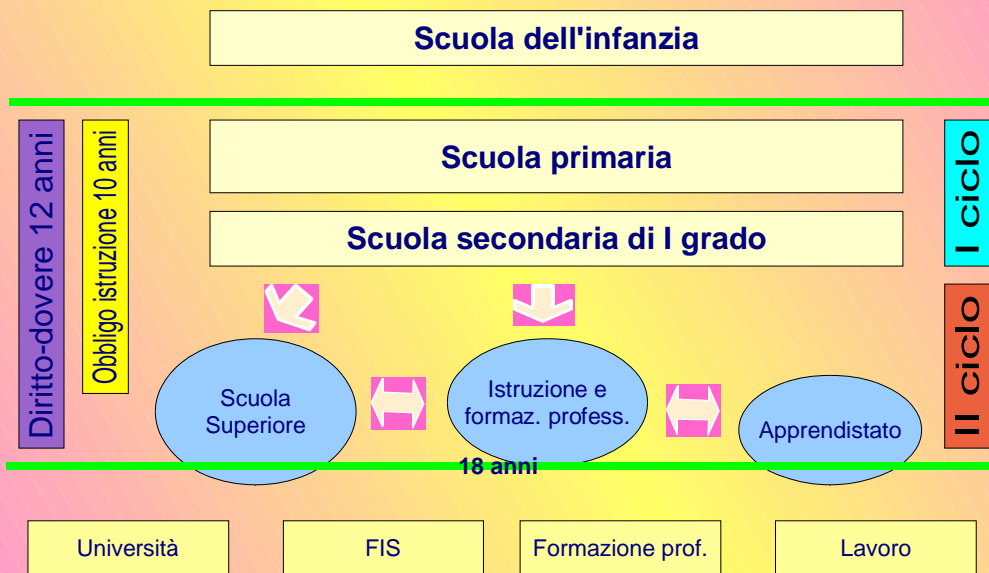 Scuola dell'infanzia
Diritto-dovere 12 anni
Obbligo istruzione 10 anni
Scuola primaria
I ciclo
Scuola secondaria di I grado
II ciclo
Scuola
Superiore
Istruzione e
formaz. profess.
Apprendistato
18 anni
Università
FIS
Formazione prof.
Lavoro